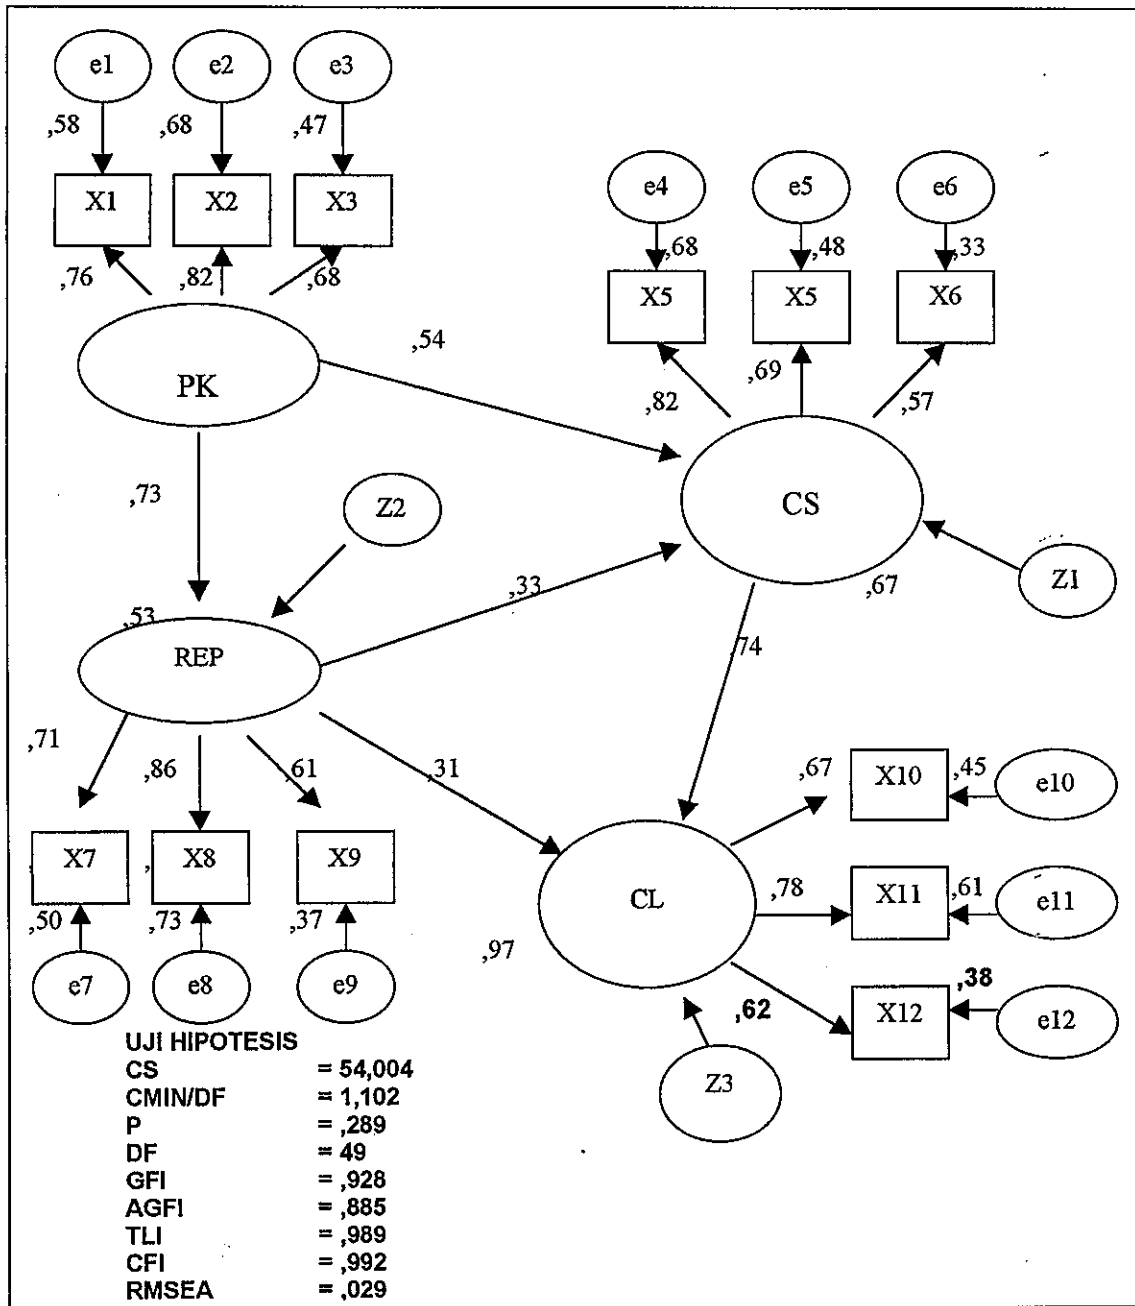 e1 e2 e3
,58 ,68 ,47
X1 X2 X3
,76 ,82 ,68
PK
e4 e5 e6
,68 ,48 ,33
X5 X5 X6
,82 ,69 ,57
,54
CS
,67
Z1
,73
Z2
,33
,53
REP
,74
,71 ,86 ,61
,31
X7 X8 X9
,50 ,73 ,37
e7 e8 e9
CL
,97
,67 X10 ,45 e10
,78 X11 ,61 e11
,62 X12 ,38 e12
Z3
UJI HIPOTESIS
CS = 54,004
CMIN/DF = 1,102
P = ,289
DF = 49
GFI = ,928
AGFI = ,885
TLI = ,989
CFI = ,992
RMSEA = ,029